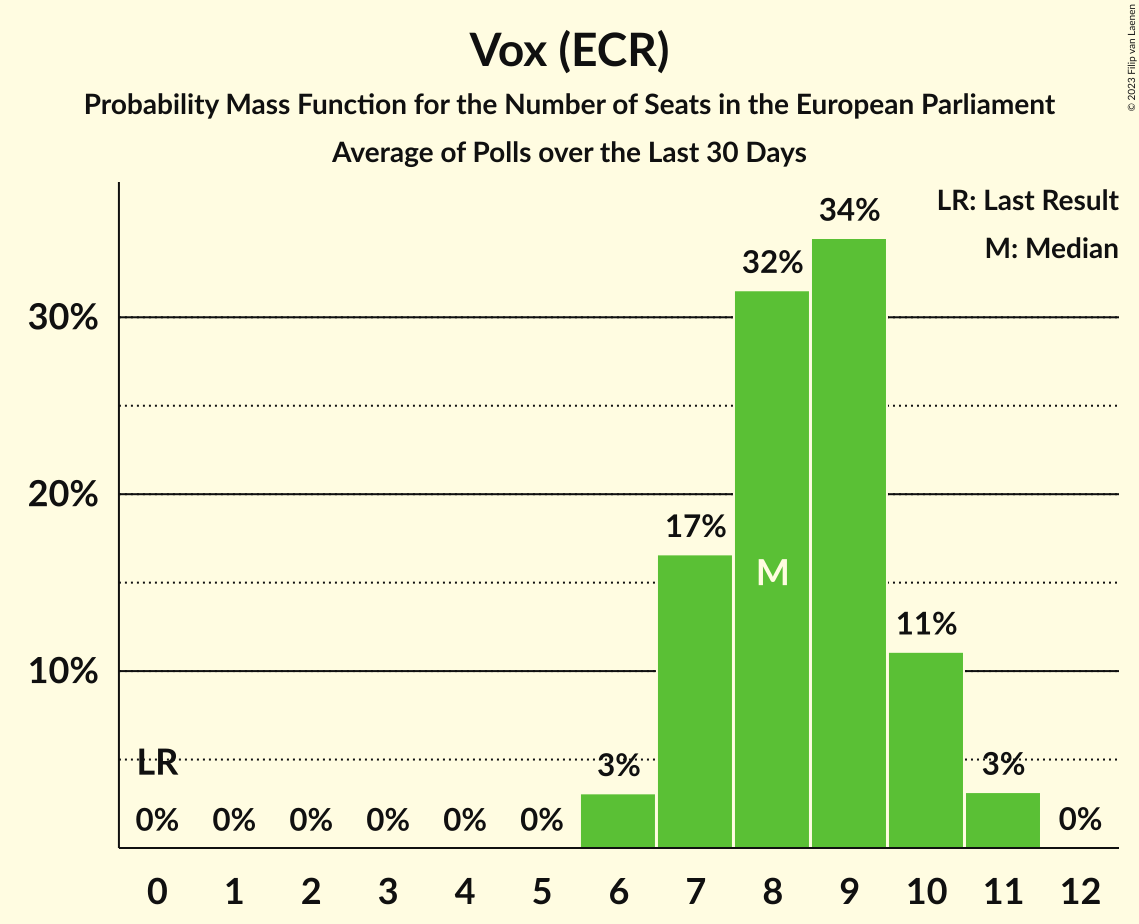 Vox (ECR)
Probability Mass Function for the Number of Seats in the European Parliament
Average of Polls over the Last 30 Days
© 2023 Filip van Laenen
LR: Last Result
M: Median
34%
32%
30%
20%
17%
M
11%
10%
LR
3%
3%
0%
0%
0%
0%
0%
0%
0%
0 1 2 3 4 5 6 7 8 9 10 11 12